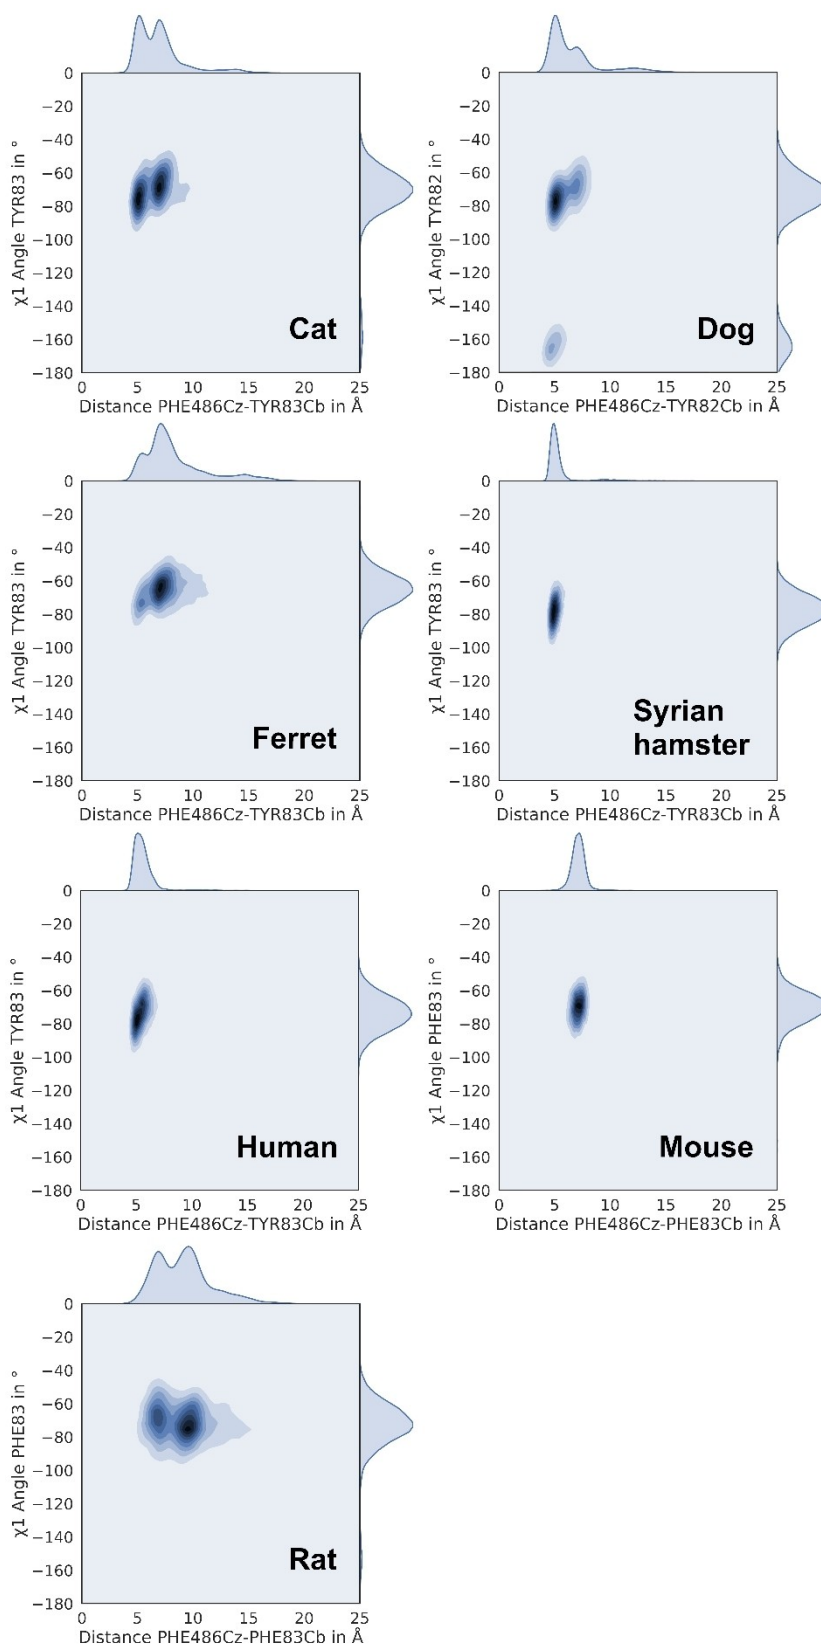 0
−20
−40
−60
−80
−100
−120
−140
−160
−180
χ1 Angle TYR83 in °
Cat
0 5 10 15 20 25
Distance PHE486Cz-TYR83Cb in Å
0
−20
−40
−60
−80
−100
−120
−140
−160
−180
χ1 Angle TYR82 in °
Dog
0 5 10 15 20 25
Distance PHE486Cz-TYR82Cb in Å
0
−20
−40
−60
−80
−100
−120
−140
−160
−180
χ1 Angle TYR83 in °
Ferret
0 5 10 15 20 25
Distance PHE486Cz-TYR83Cb in Å
0
−20
−40
−60
−80
−100
−120
−140
−160
−180
χ1 Angle TYR83 in °
Syrian
hamster
0 5 10 15 20 25
Distance PHE486Cz-TYR83Cb in Å
0
−20
−40
−60
−80
−100
−120
−140
−160
−180
χ1 Angle TYR83 in °
Human
0 5 10 15 20 25
Distance PHE486Cz-TYR83Cb in Å
0
−20
−40
−60
−80
−100
−120
−140
−160
−180
χ1 Angle PHE83 in °
Mouse
0 5 10 15 20 25
Distance PHE486Cz-PHE83Cb in Å
0
−20
−40
−60
−80
−100
−120
−140
−160
−180
χ1 Angle PHE83 in °
Rat
0 5 10 15 20 25
Distance PHE486Cz-PHE83Cb in Å